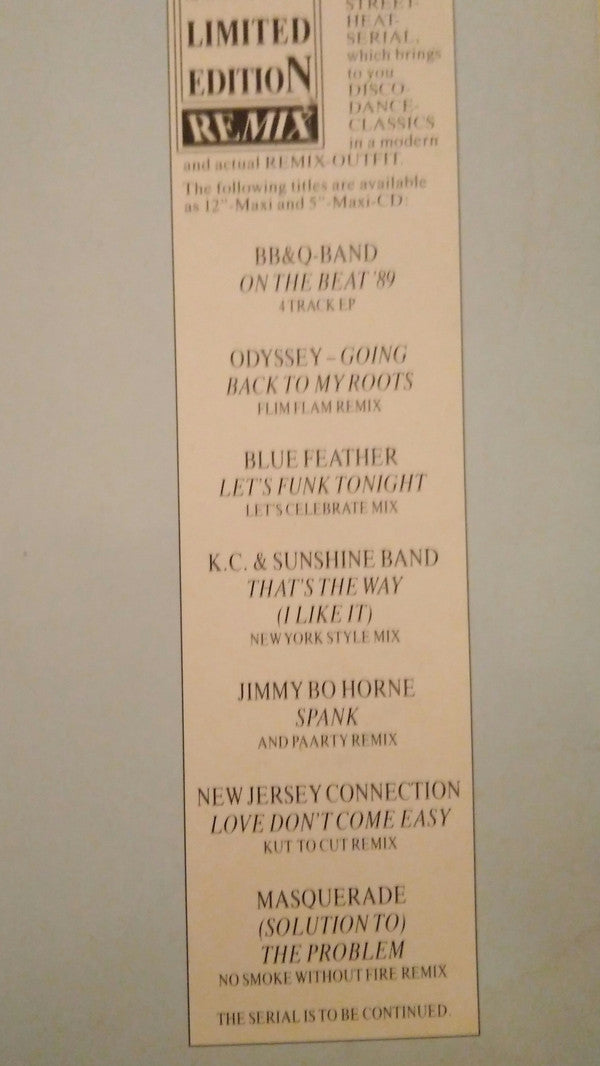 LIMITED
EDITION
REMIX
STREET-
HEAT-
SERIAL,
which brings
to you
DISCO-
DANCE-
CLASSICS
in a modern
and actual REMIX-OUTFIT.
The following titles are available
as 12"-Maxi and 5"-Maxi-CD:
BB&Q-BAND
ON THE BEAT '89
4 TRACK EP
ODYSSEY – GOING
BACK TO MY ROOTS
FLIM FLAM REMIX
BLUE FEATHER
LET'S FUNK TONIGHT
LET'S CELEBRATE MIX
K.C. & SUNSHINE BAND
THAT'S THE WAY
(I LIKE IT)
NEW YORK STYLE MIX
JIMMY BO HORNE
SPANK
AND PAARTY REMIX
NEW JERSEY CONNECTION
LOVE DON'T COME EASY
KUT TO CUT REMIX
MASQUERADE
(SOLUTION TO)
THE PROBLEM
NO SMOKE WITHOUT FIRE REMIX
THE SERIAL IS TO BE CONTINUED.